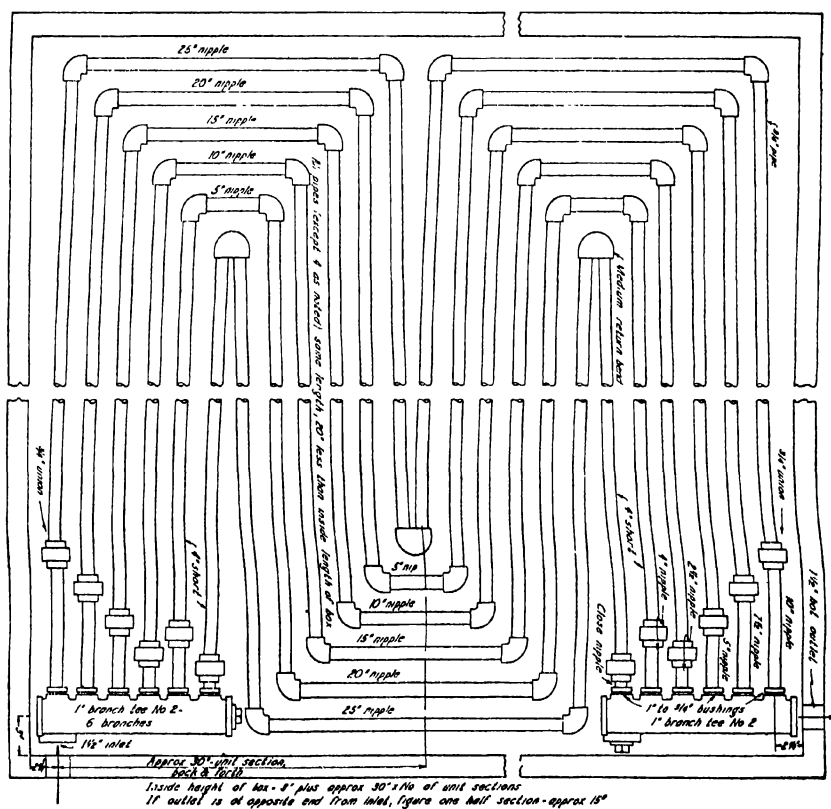 25" nipple
20" nipple
15" nipple
10" nipple
5" nipple
3/4" pipe
All pipes (except 4 as noted) same length, 20" less than inside length of box
Medium return bend
3/4" union
4" short
5" nip
10" nipple
15" nipple
20" nipple
25" nipple
4" short
4" nipple
2 1/2" nipple
Close nipple
5" nipple
7 1/2" nipple
10" nipple
3/4" union
1 1/2" hot outlet
1" branch tee No 2-
6 branches
1" to 3/4" bushings
1" branch tee No 2
1 1/2" inlet
Approx 30"-unit section,
back & forth
Inside height of box - 8" plus approx 30" x No of unit sections
If outlet is at opposite end from inlet, figure one half section - approx 15"